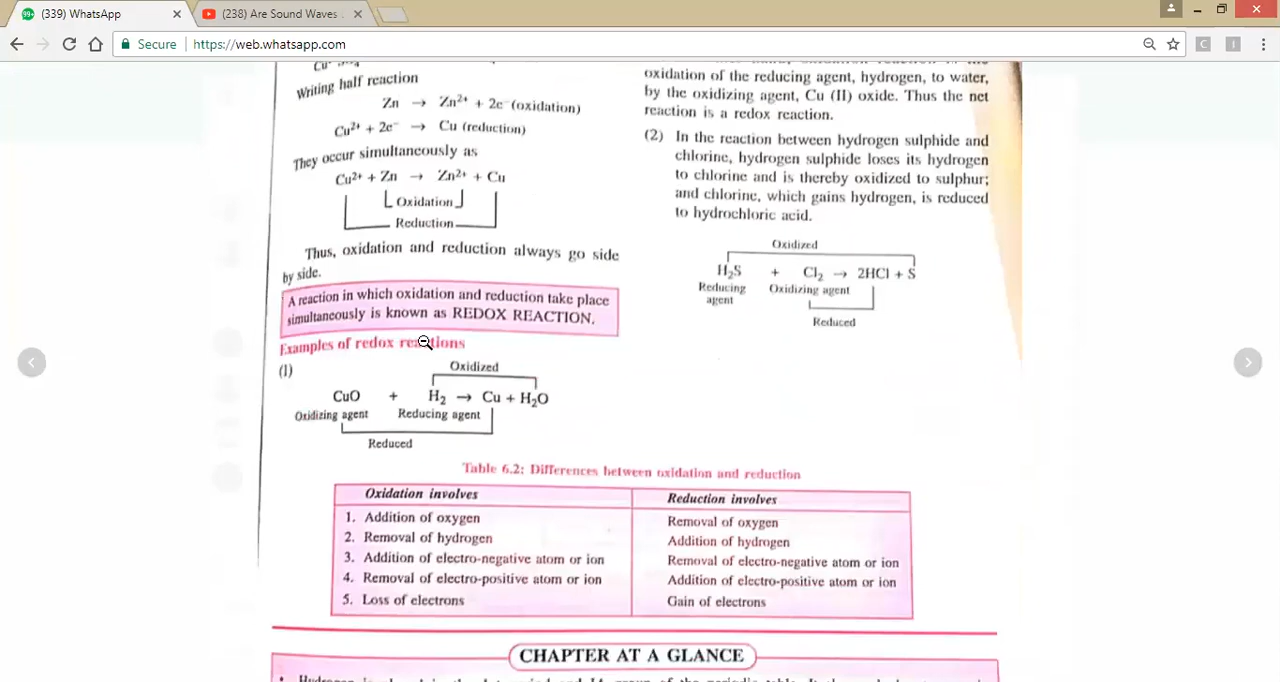 (339) WhatsApp
(238) Are Sound Waves
Secure
https://web.whatsapp.com
Writing half reaction
Zn → Zn²⁺ + 2e⁻ (oxidation)
Cu²⁺ + 2e⁻ → Cu (reduction)
They occur simultaneously as
Cu²⁺ + Zn → Zn²⁺ + Cu
Oxidation
Reduction
Thus, oxidation and reduction always go side
by side.
A reaction in which oxidation and reduction take place
simultaneously is known as REDOX REACTION.
Examples of redox reactions
(1)
Oxidized
CuO + H₂ → Cu + H₂O
Oxidizing agent Reducing agent
Reduced
oxidation of the reducing agent, hydrogen, to water,
by the oxidizing agent, Cu (II) oxide. Thus the net
reaction is a redox reaction.
(2) In the reaction between hydrogen sulphide and
chlorine, hydrogen sulphide loses its hydrogen
to chlorine and is thereby oxidized to sulphur;
and chlorine, which gains hydrogen, is reduced
to hydrochloric acid.
Oxidized
H₂S + Cl₂ → 2HCl + S
Reducing Oxidizing agent
agent
Reduced
Table 6.2: Differences between oxidation and reduction
Oxidation involves Reduction involves
1. Addition of oxygen Removal of oxygen
2. Removal of hydrogen Addition of hydrogen
3. Addition of electro-negative atom or ion Removal of electro-negative atom or ion
4. Removal of electro-positive atom or ion Addition of electro-positive atom or ion
5. Loss of electrons Gain of electrons
CHAPTER AT A GLANCE